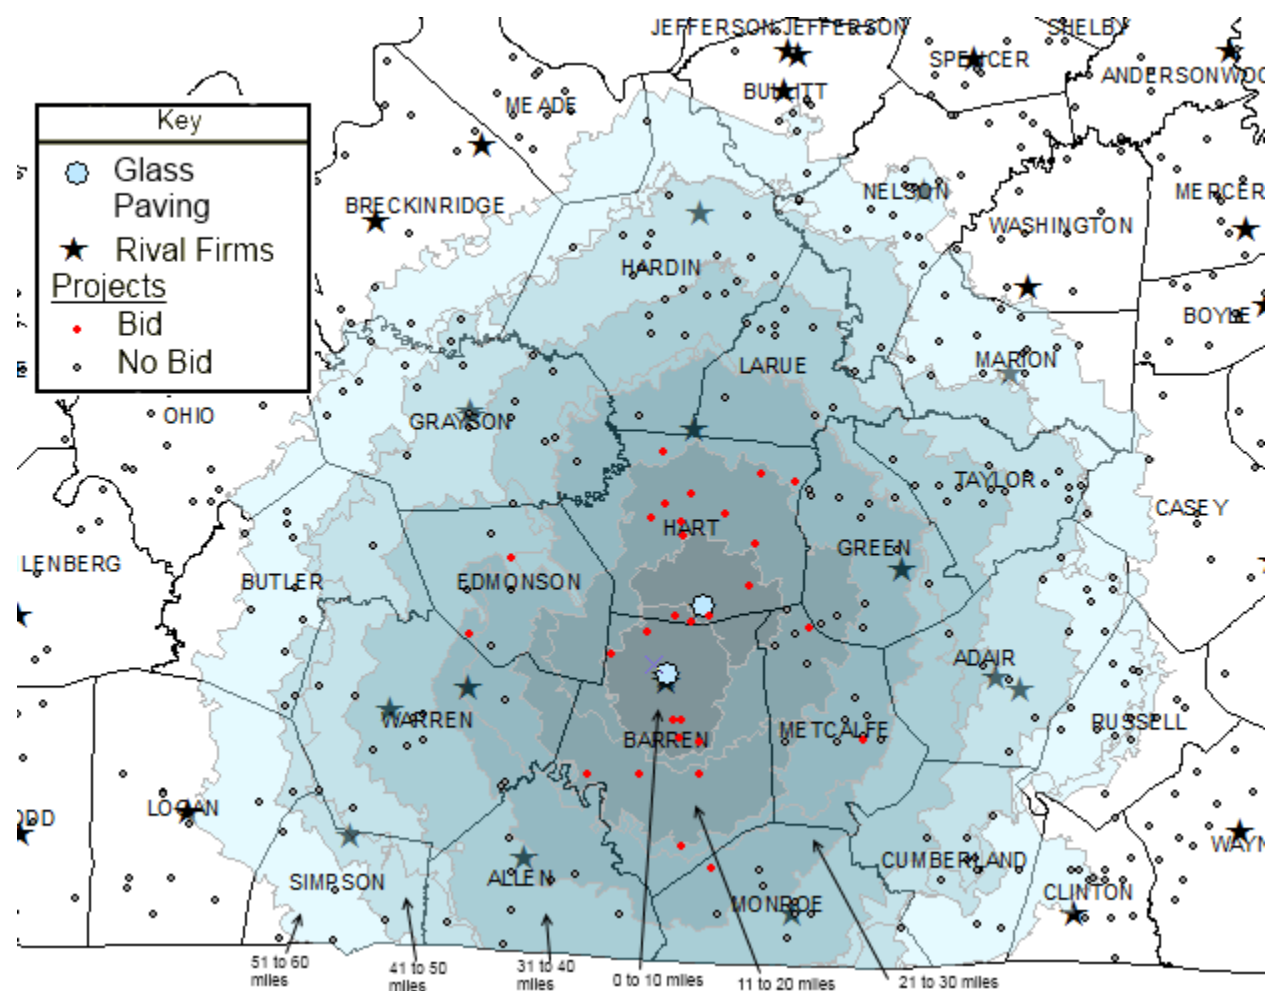 JEFFERSON JEFFERSON
SHELBY
SPENCER
ANDERSON
BULLITT
MEADE
Key
Glass
Paving
Rival Firms
Projects
Bid
No Bid
NELSON
MERCER
BRECKINRIDGE
WASHINGTON
HARDIN
BOYLE
MARION
LARUE
OHIO
GRAYSON
TAYLOR
CASEY
HART
GREEN
LENBERG
BUTLER
EDMONSON
ADAIR
WARREN
RUSSELL
METCALFE
BARREN
LOGAN
CUMBERLAND
SIMPSON
ALLEN
CLINTON
MONROE
51 to 60
miles
41 to 50
miles
31 to 40
miles
0 to 10 miles
11 to 20 miles
21 to 30 miles